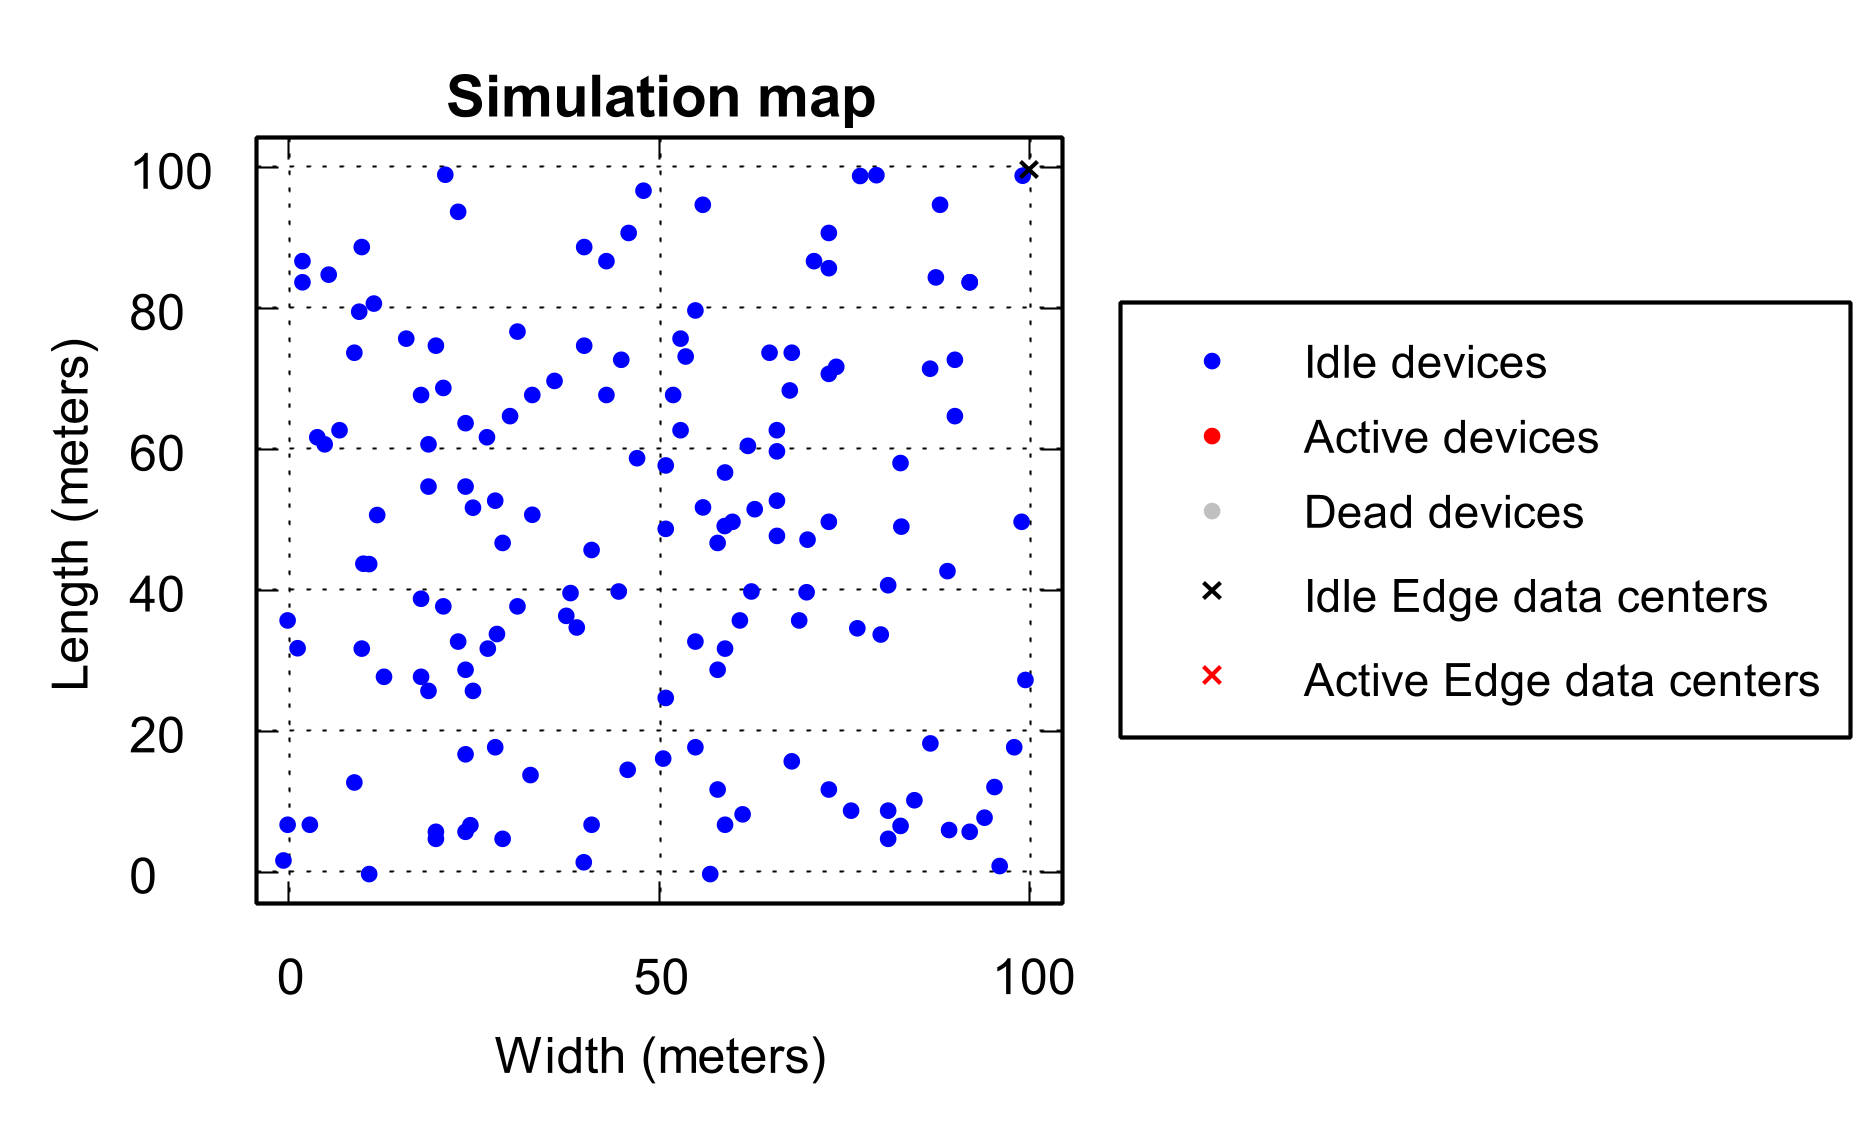 Simulation map
100
80
60
40
20
0
Length (meters)
0 50 100
Width (meters)
Idle devices
Active devices
Dead devices
Idle Edge data centers
Active Edge data centers